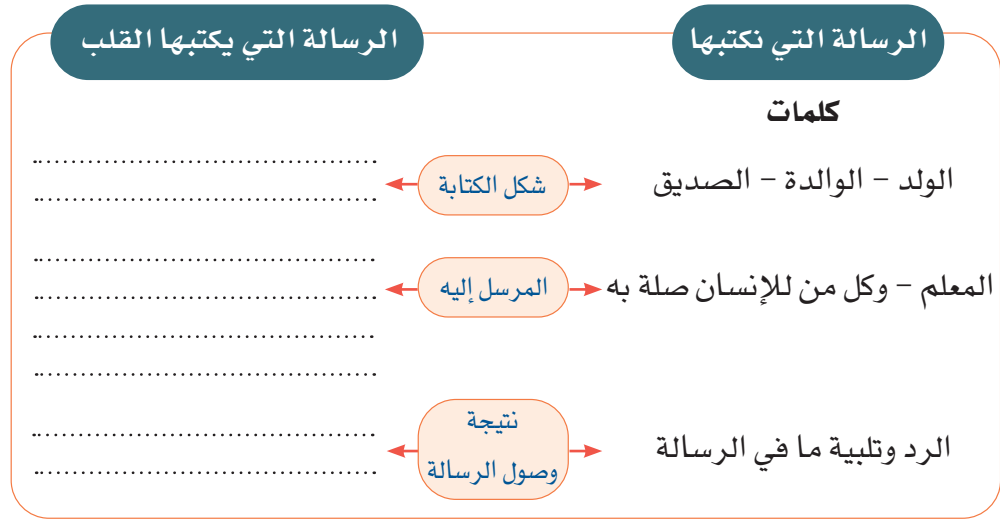 الرسالة التي نكتبها
الرسالة التي يكتبها القلب
كلمات
الولد – الوالدة – الصديق
شكل الكتابة
........................................
........................................
المعلم – وكل من للإنسان صلة به
المرسل إليه
........................................
........................................
........................................
........................................
الرد وتلبية ما في الرسالة
نتيجة
وصول الرسالة
........................................
........................................